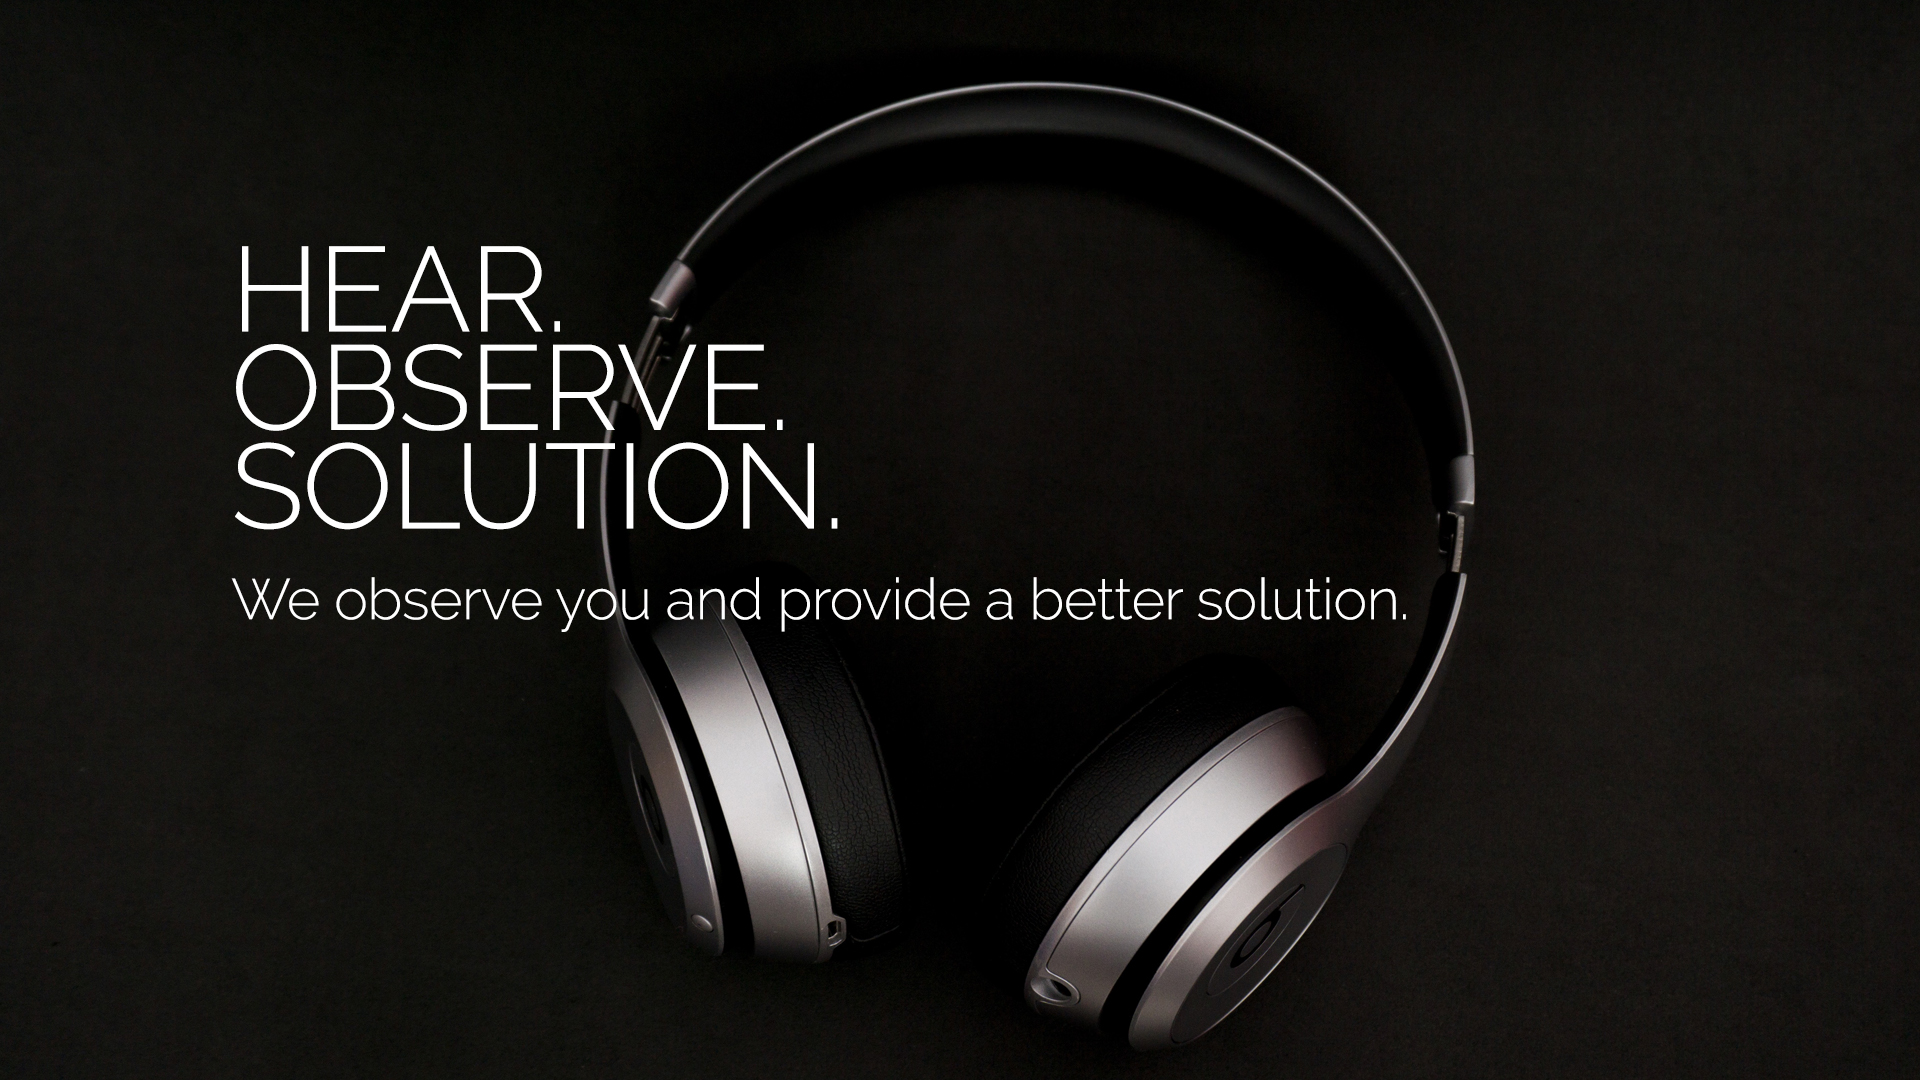 HEAR.
OBSERVE.
SOLUTION.
We observe you and provide a better solution.